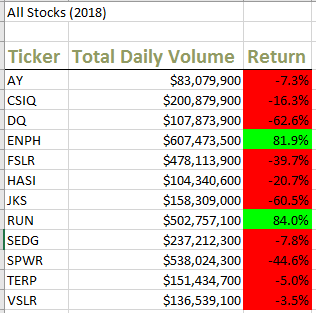 All Stocks (2018)
Ticker Total Daily Volume Return
AY $83,079,900 -7.3%
CSIQ $200,879,900 -16.3%
DQ $107,873,900 -62.6%
ENPH $607,473,500 81.9%
FSLR $478,113,900 -39.7%
HASI $104,340,600 -20.7%
JKS $158,309,000 -60.5%
RUN $502,757,100 84.0%
SEDG $237,212,300 -7.8%
SPWR $538,024,300 -44.6%
TERP $151,434,700 -5.0%
VSLR $136,539,100 -3.5%